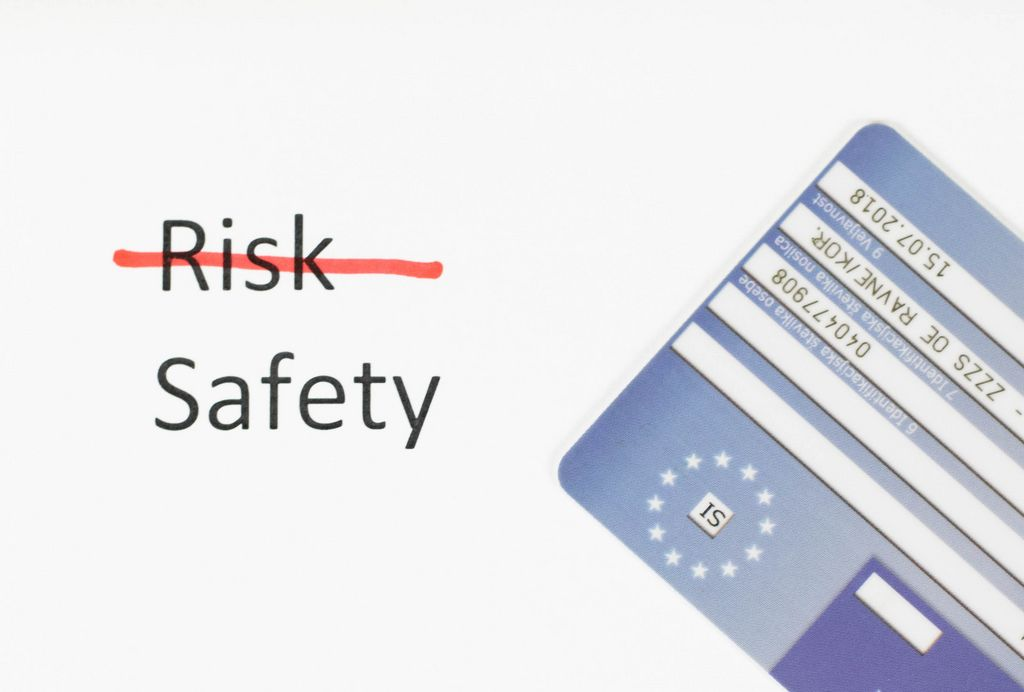 Risk
Safety
SI
6 Identifikacijska številka osebe
040477908
7 Identifikacijska številka nosilca
- ZZZS OE RAVNE/KOR.
9 Veljavnost
15.07.2018